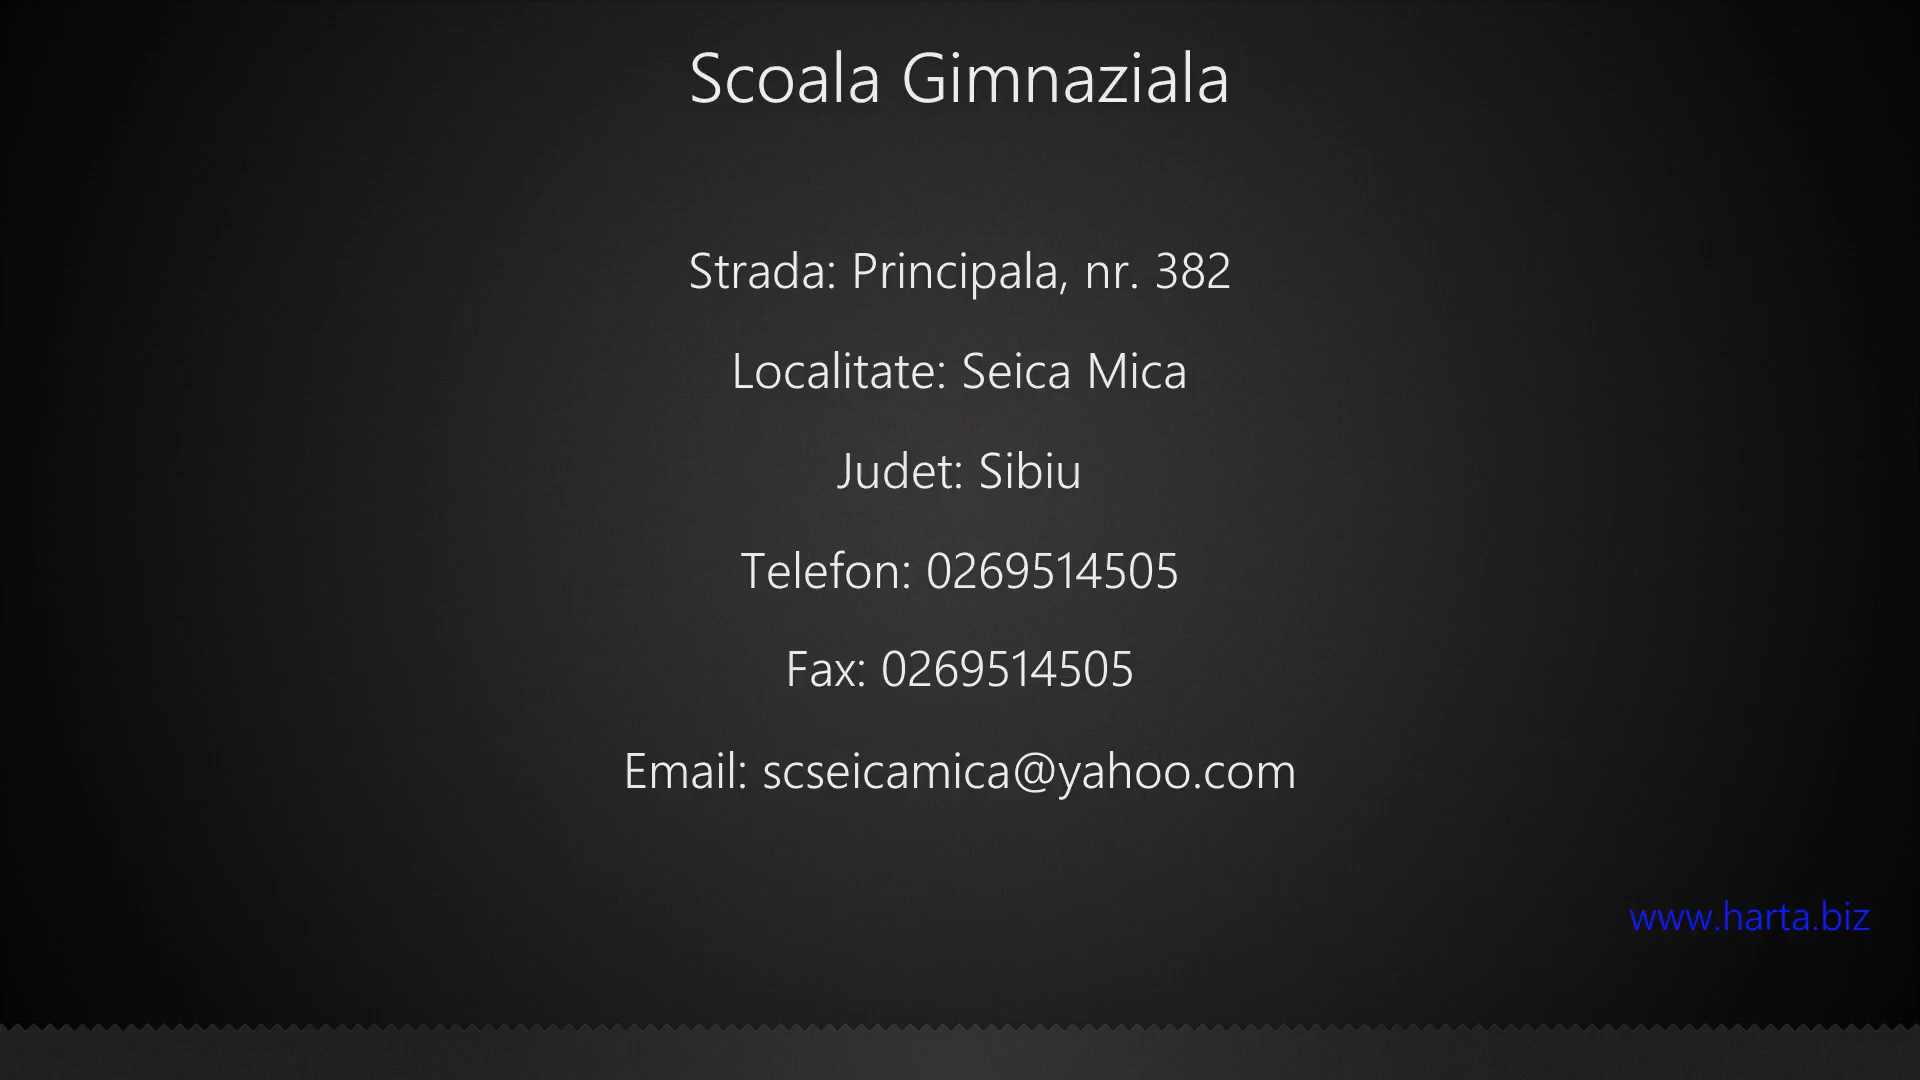 Scoala Gimnaziala
Strada: Principala, nr. 382
Localitate: Seica Mica
Judet: Sibiu
Telefon: 0269514505
Fax: 0269514505
Email: scseicamica@yahoo.com
www.harta.biz